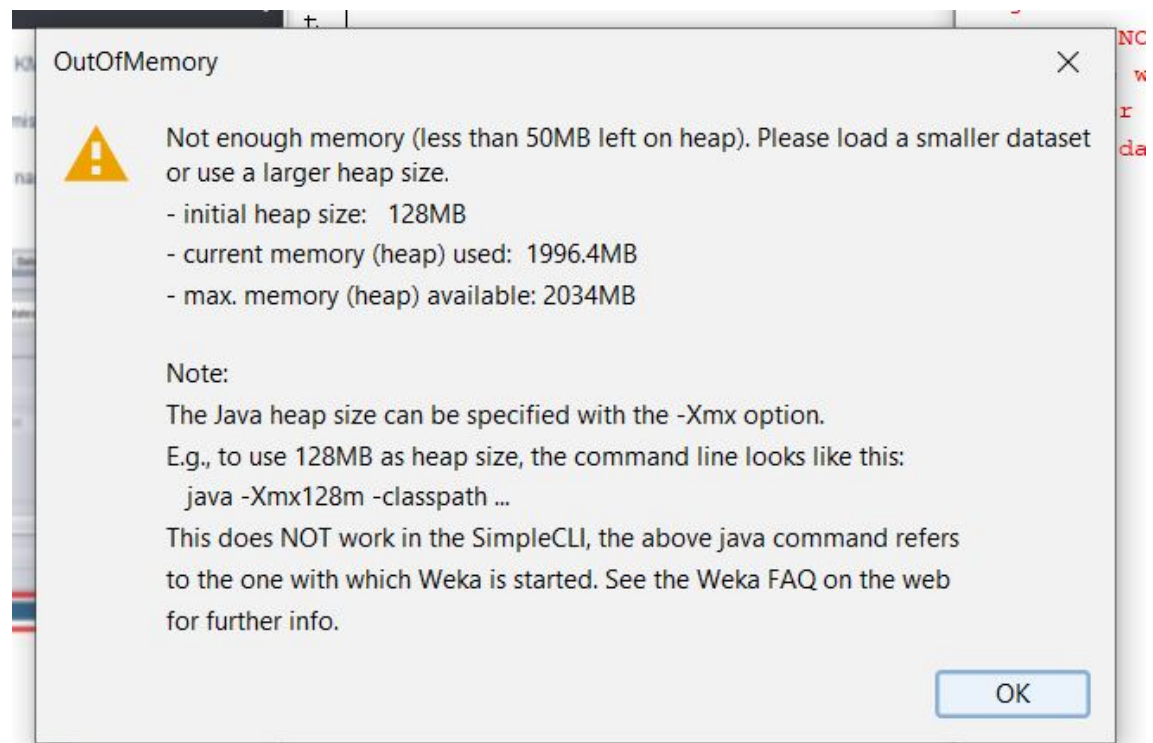 t.
OutOfMemory
Not enough memory (less than 50MB left on heap). Please load a smaller dataset
or use a larger heap size.
- initial heap size: 128MB
- current memory (heap) used: 1996.4MB
- max. memory (heap) available: 2034MB
Note:
The Java heap size can be specified with the -Xmx option.
E.g., to use 128MB as heap size, the command line looks like this:
java -Xmx128m -classpath ...
This does NOT work in the SimpleCLI, the above java command refers
to the one with which Weka is started. See the Weka FAQ on the web
for further info.
OK
NO
w
r
da